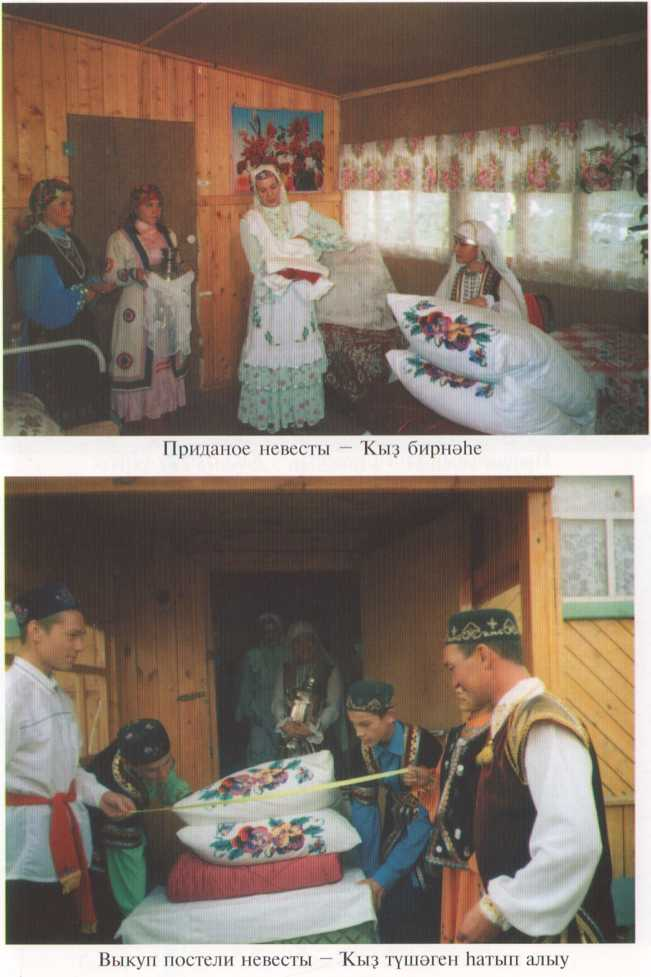 Приданое невесты – Ҡыҙ бирнәһе
Выкуп постели невесты – Ҡыҙ түшәген һатып алыу